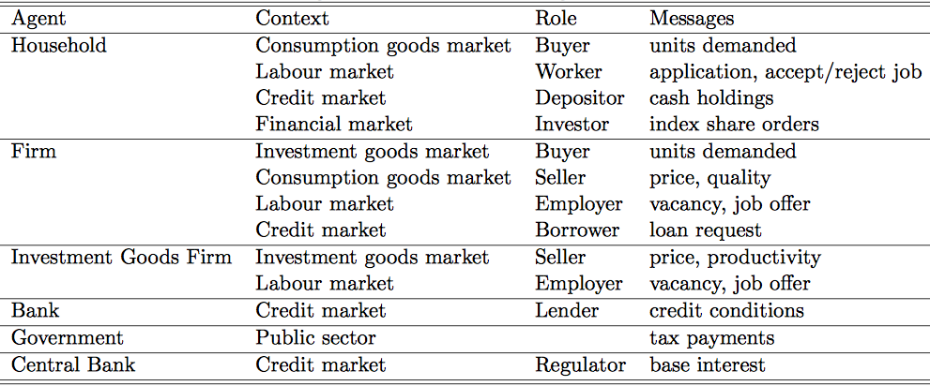 Agent Context Role Messages
Household Consumption goods market Buyer units demanded
Labour market Worker application, accept/reject job
Credit market Depositor cash holdings
Financial market Investor index share orders
Firm Investment goods market Buyer units demanded
Consumption goods market Seller price, quality
Labour market Employer vacancy, job offer
Credit market Borrower loan request
Investment Goods Firm Investment goods market Seller price, productivity
Labour market Employer vacancy, job offer
Bank Credit market Lender credit conditions
Government Public sector tax payments
Central Bank Credit market Regulator base interest